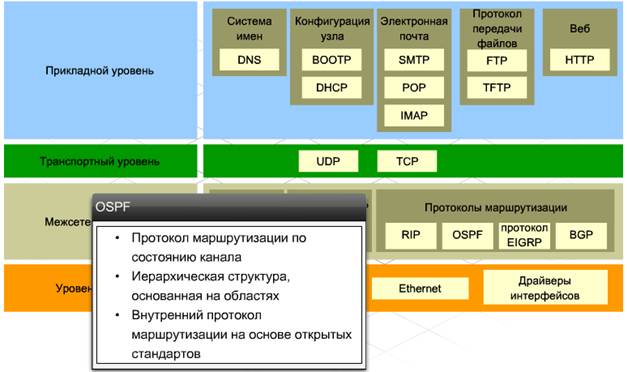 Система
имен
DNS
Конфигурация
узла
BOOTP
DHCP
Электронная
почта
SMTP
POP
IMAP
Протокол
передачи
файлов
FTP
TFTP
Веб
HTTP
Прикладной уровень
Транспортный уровень
UDP
TCP
Межсете
Протоколы маршрутизации
RIP
OSPF
протокол
EIGRP
BGP
OSPF
• Протокол маршрутизации по
состоянию канала
• Иерархическая структура,
основанная на областях
• Внутренний протокол
маршрутизации на основе открытых
стандартов
Уровен
Ethernet
Драйверы
интерфейсов